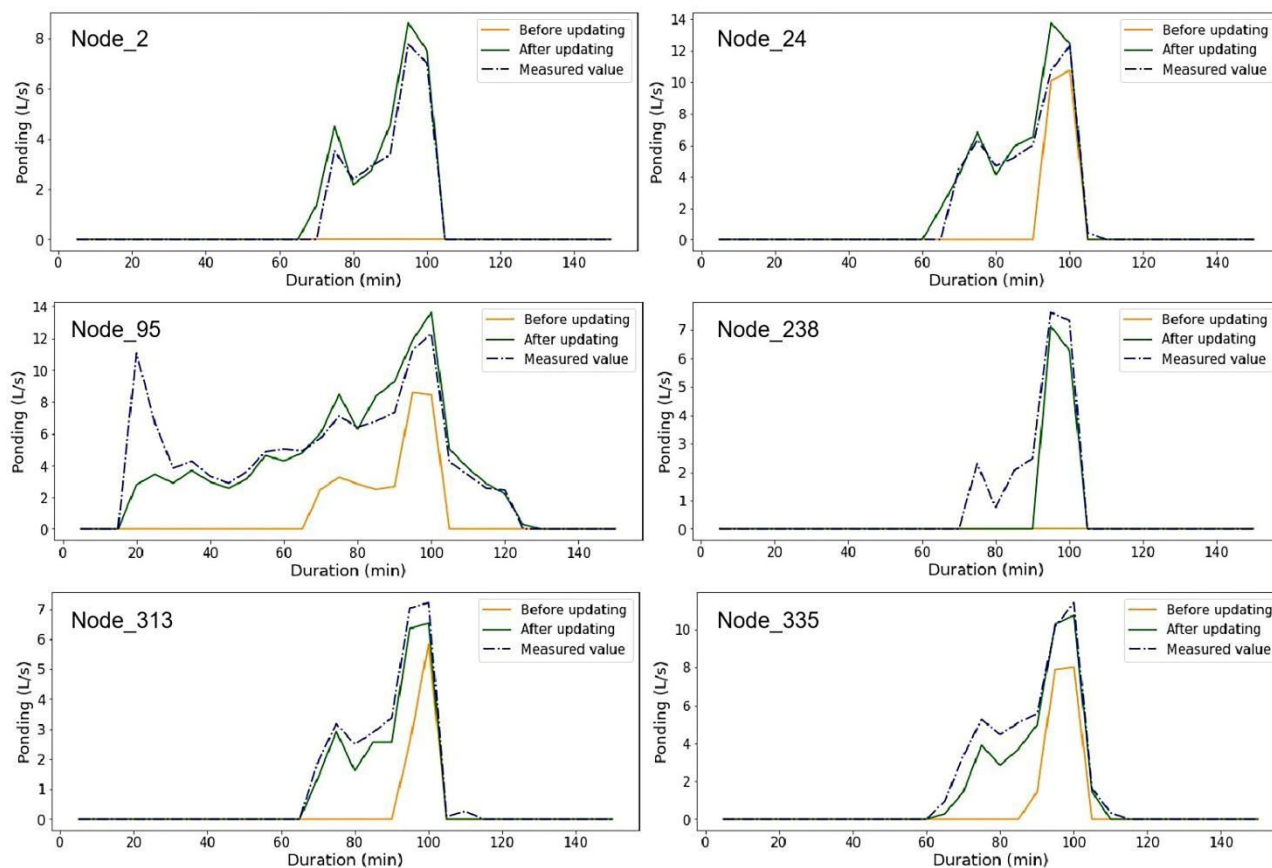 Node_2
Before updating
After updating
Measured value
Ponding (L/s)
8
6
4
2
0
0 20 40 60 80 100 120 140
Duration (min)
Node_24
Before updating
After updating
Measured value
Ponding (L/s)
14
12
10
8
6
4
2
0
0 20 40 60 80 100 120 140
Duration (min)
Node_95
Before updating
After updating
Measured value
Ponding (L/s)
14
12
10
8
6
4
2
0
0 20 40 60 80 100 120 140
Duration (min)
Node_238
Before updating
After updating
Measured value
Ponding (L/s)
7
6
5
4
3
2
1
0
0 20 40 60 80 100 120 140
Duration (min)
Node_313
Before updating
After updating
Measured value
Ponding (L/s)
7
6
5
4
3
2
1
0
0 20 40 60 80 100 120 140
Duration (min)
Node_335
Before updating
After updating
Measured value
Ponding (L/s)
10
8
6
4
2
0
0 20 40 60 80 100 120 140
Duration (min)